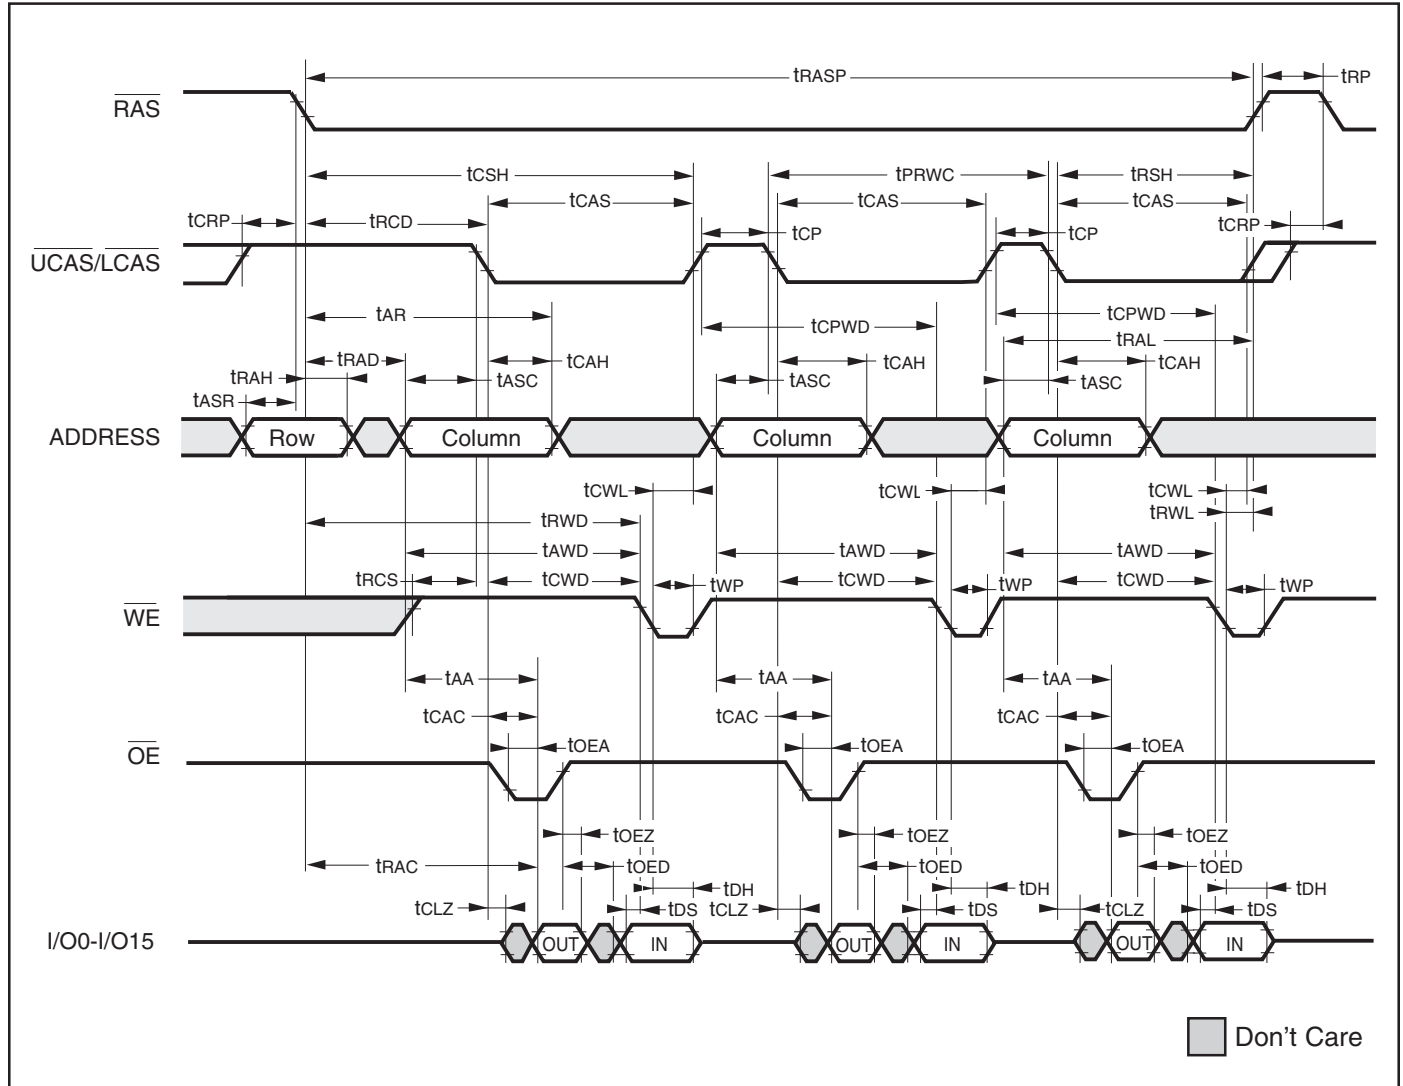 tRASP
tRP
RAS
tCSH
tPRWC
tRSH
tCAS
tCAS
tCAS
tCRP
tRCD
tCP
tCP
tCRP
UCAS/LCAS
tAR
tCPWD
tCPWD
tRAL
tRAD
tCAH
tCAH
tCAH
tRAH
tASC
tASC
tASC
tASR
ADDRESS
Row
Column
Column
Column
tCWL
tCWL
tCWL
tRWD
tRWL
tAWD
tAWD
tAWD
tRCS
tCWD
tWP
tCWD
tWP
tCWD
tWP
WE
tAA
tAA
tAA
tCAC
tCAC
tCAC
OE
tOEA
tOEA
tOEA
tOEZ
tOEZ
tOEZ
tRAC
tOED
tOED
tOED
tDH
tDH
tDH
tCLZ
tDS
tCLZ
tDS
tCLZ
tDS
I/O0-I/O15
OUT
IN
OUT
IN
OUT
IN
Don't Care